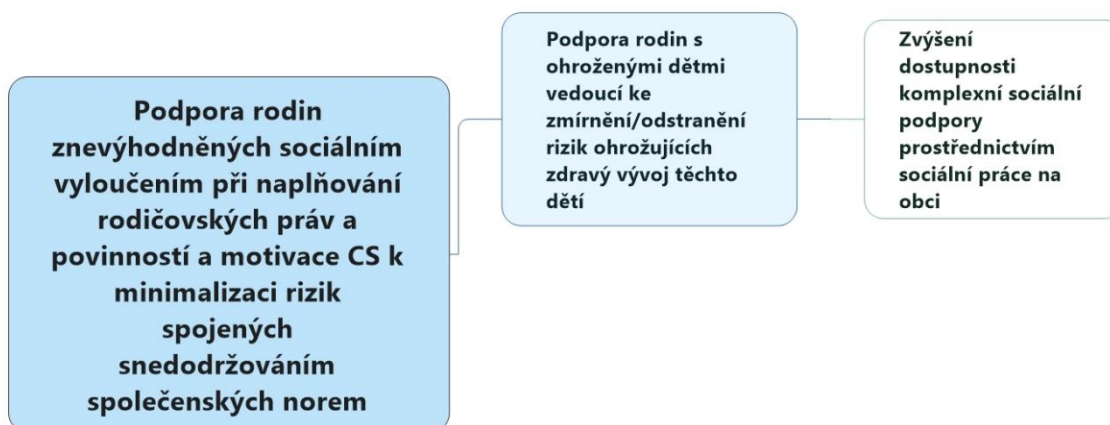 Podpora rodin
znevýhodněných sociálním
vyloučením při naplňování
rodičovských práv a
povinností a motivace CS k
minimalizaci rizik
spojených
snedodržováním
společenských norem
Podpora rodin s
ohroženými dětmi
vedoucí ke
zmírnění/odstranění
rizik ohrožujících
zdravý vývoj těchto
dětí
Zvýšení
dostupnosti
komplexní sociální
podpory
prostřednictvím
sociální práce na
obci